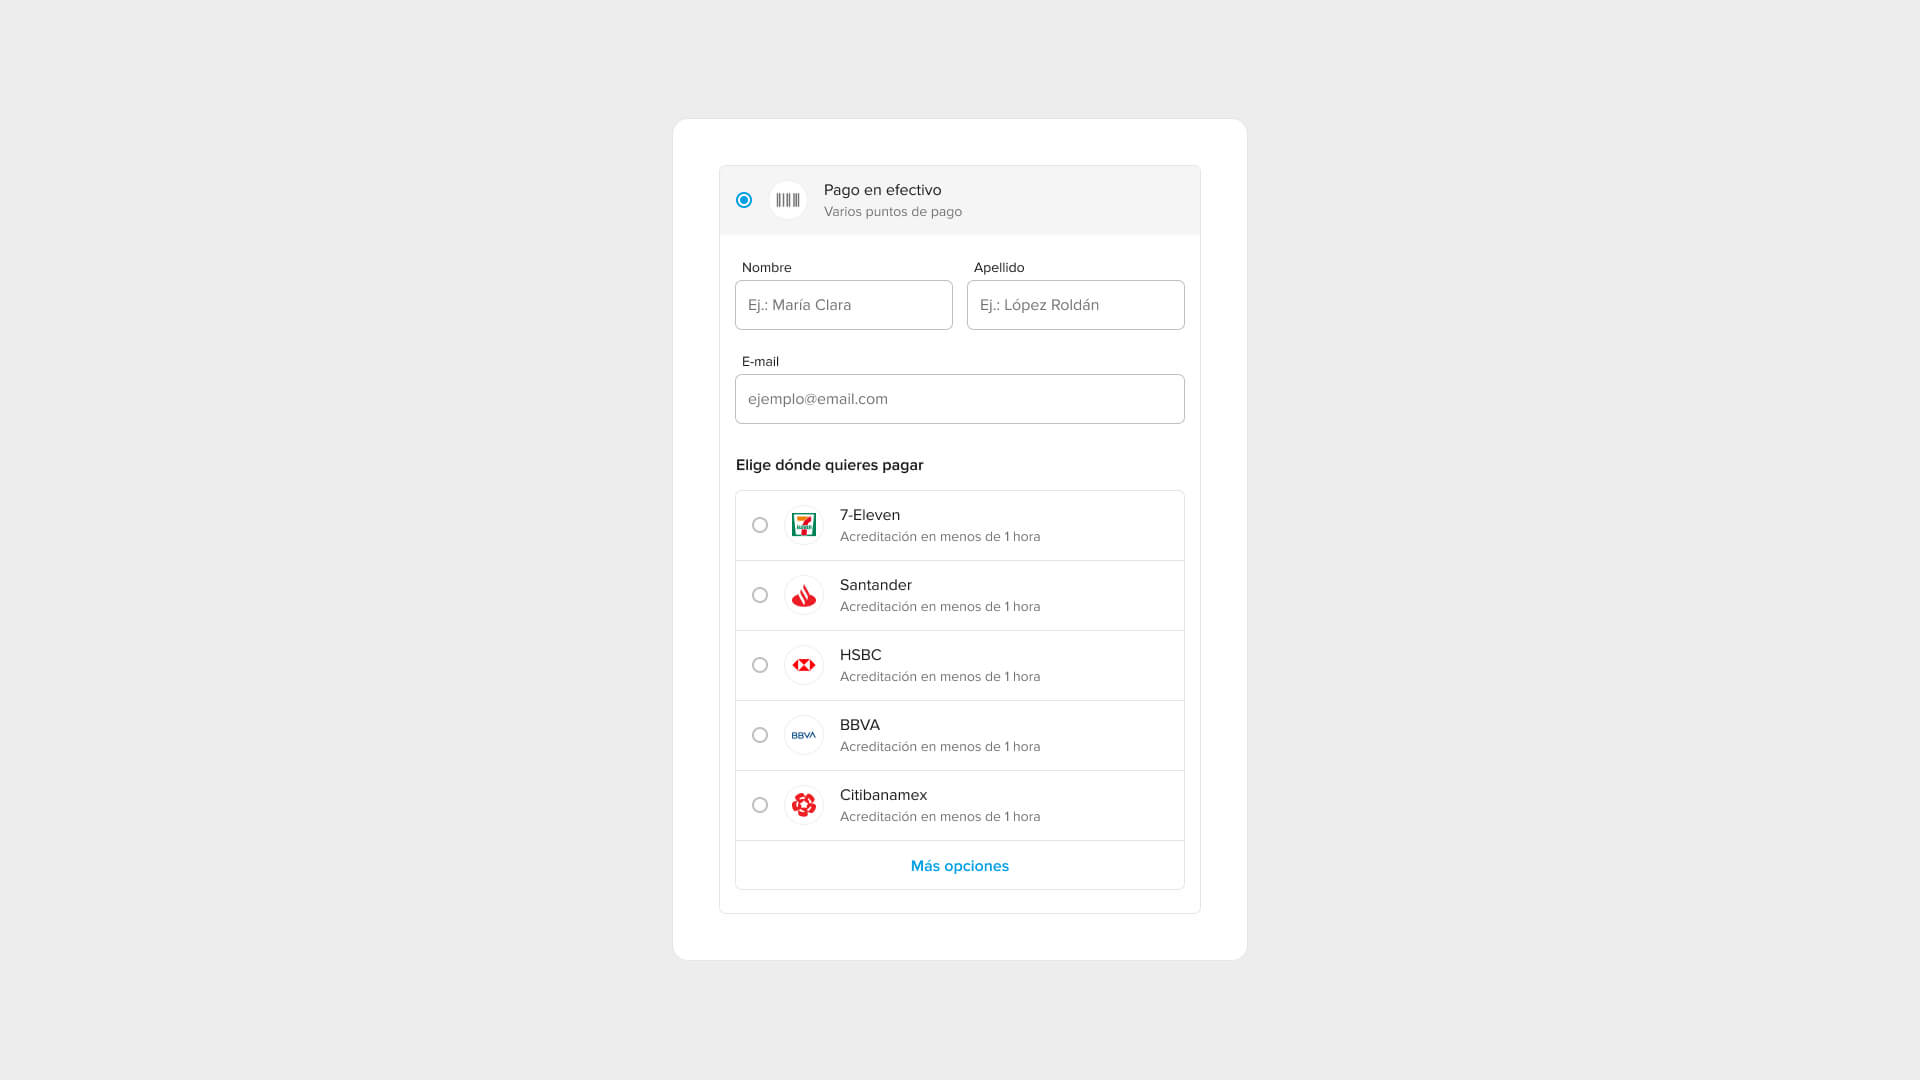 Pago en efectivo
Varios puntos de pago
Nombre
Apellido
Ej.: María Clara
Ej.: López Roldán
E-mail
ejemplo@email.com
Elige dónde quieres pagar
7-Eleven
Acreditación en menos de 1 hora
Santander
Acreditación en menos de 1 hora
HSBC
Acreditación en menos de 1 hora
BBVA
BBVA
Acreditación en menos de 1 hora
Citibanamex
Acreditación en menos de 1 hora
Más opciones